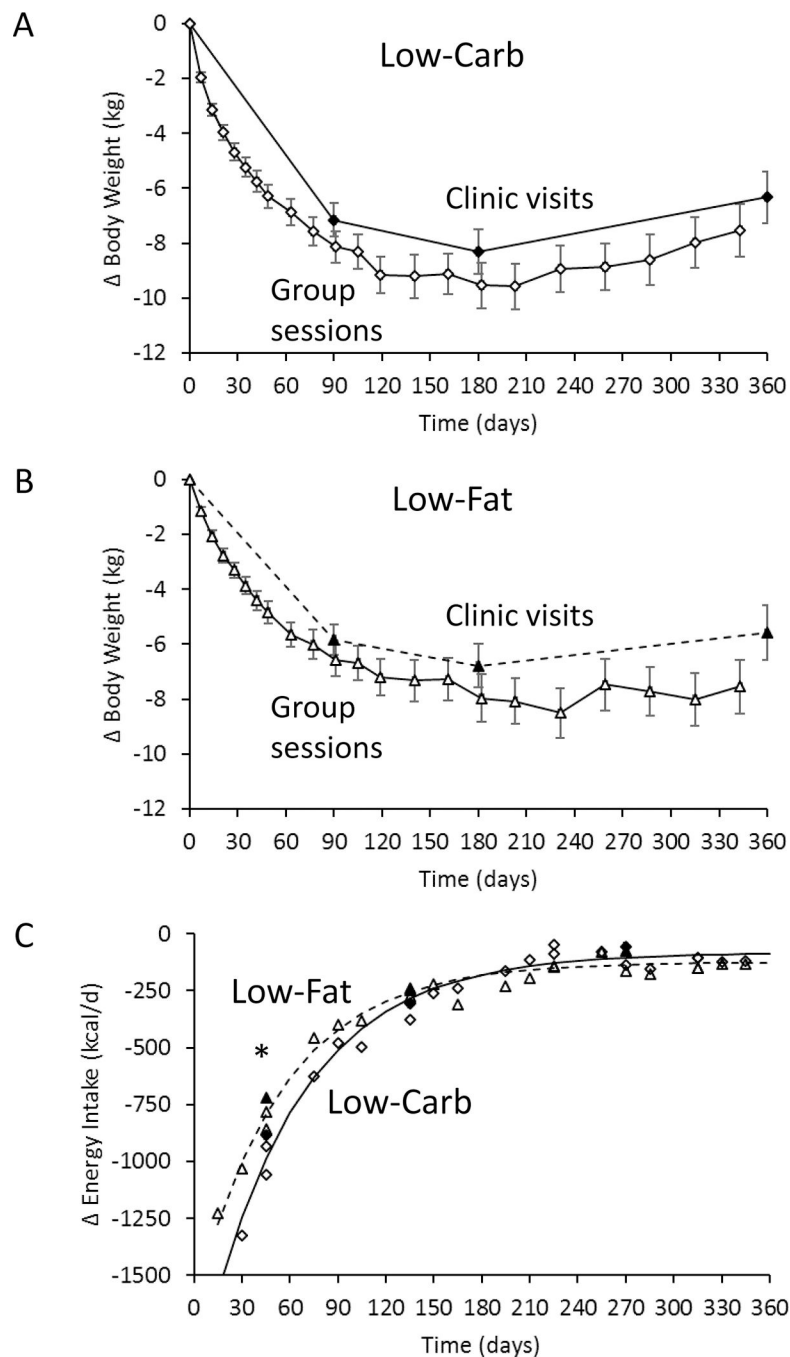 A
Low-Carb
Δ Body Weight (kg)
0
-2
-4
-6
-8
-10
-12
Clinic visits
Group
sessions
0 30 60 90 120 150 180 210 240 270 300 330 360
Time (days)
B
Low-Fat
Δ Body Weight (kg)
0
-2
-4
-6
-8
-10
-12
Clinic visits
Group
sessions
0 30 60 90 120 150 180 210 240 270 300 330 360
Time (days)
C
Δ Energy Intake (kcal/d)
0
-250
-500
-750
-1000
-1250
-1500
Low-Fat
*
Low-Carb
0 30 60 90 120 150 180 210 240 270 300 330 360
Time (days)